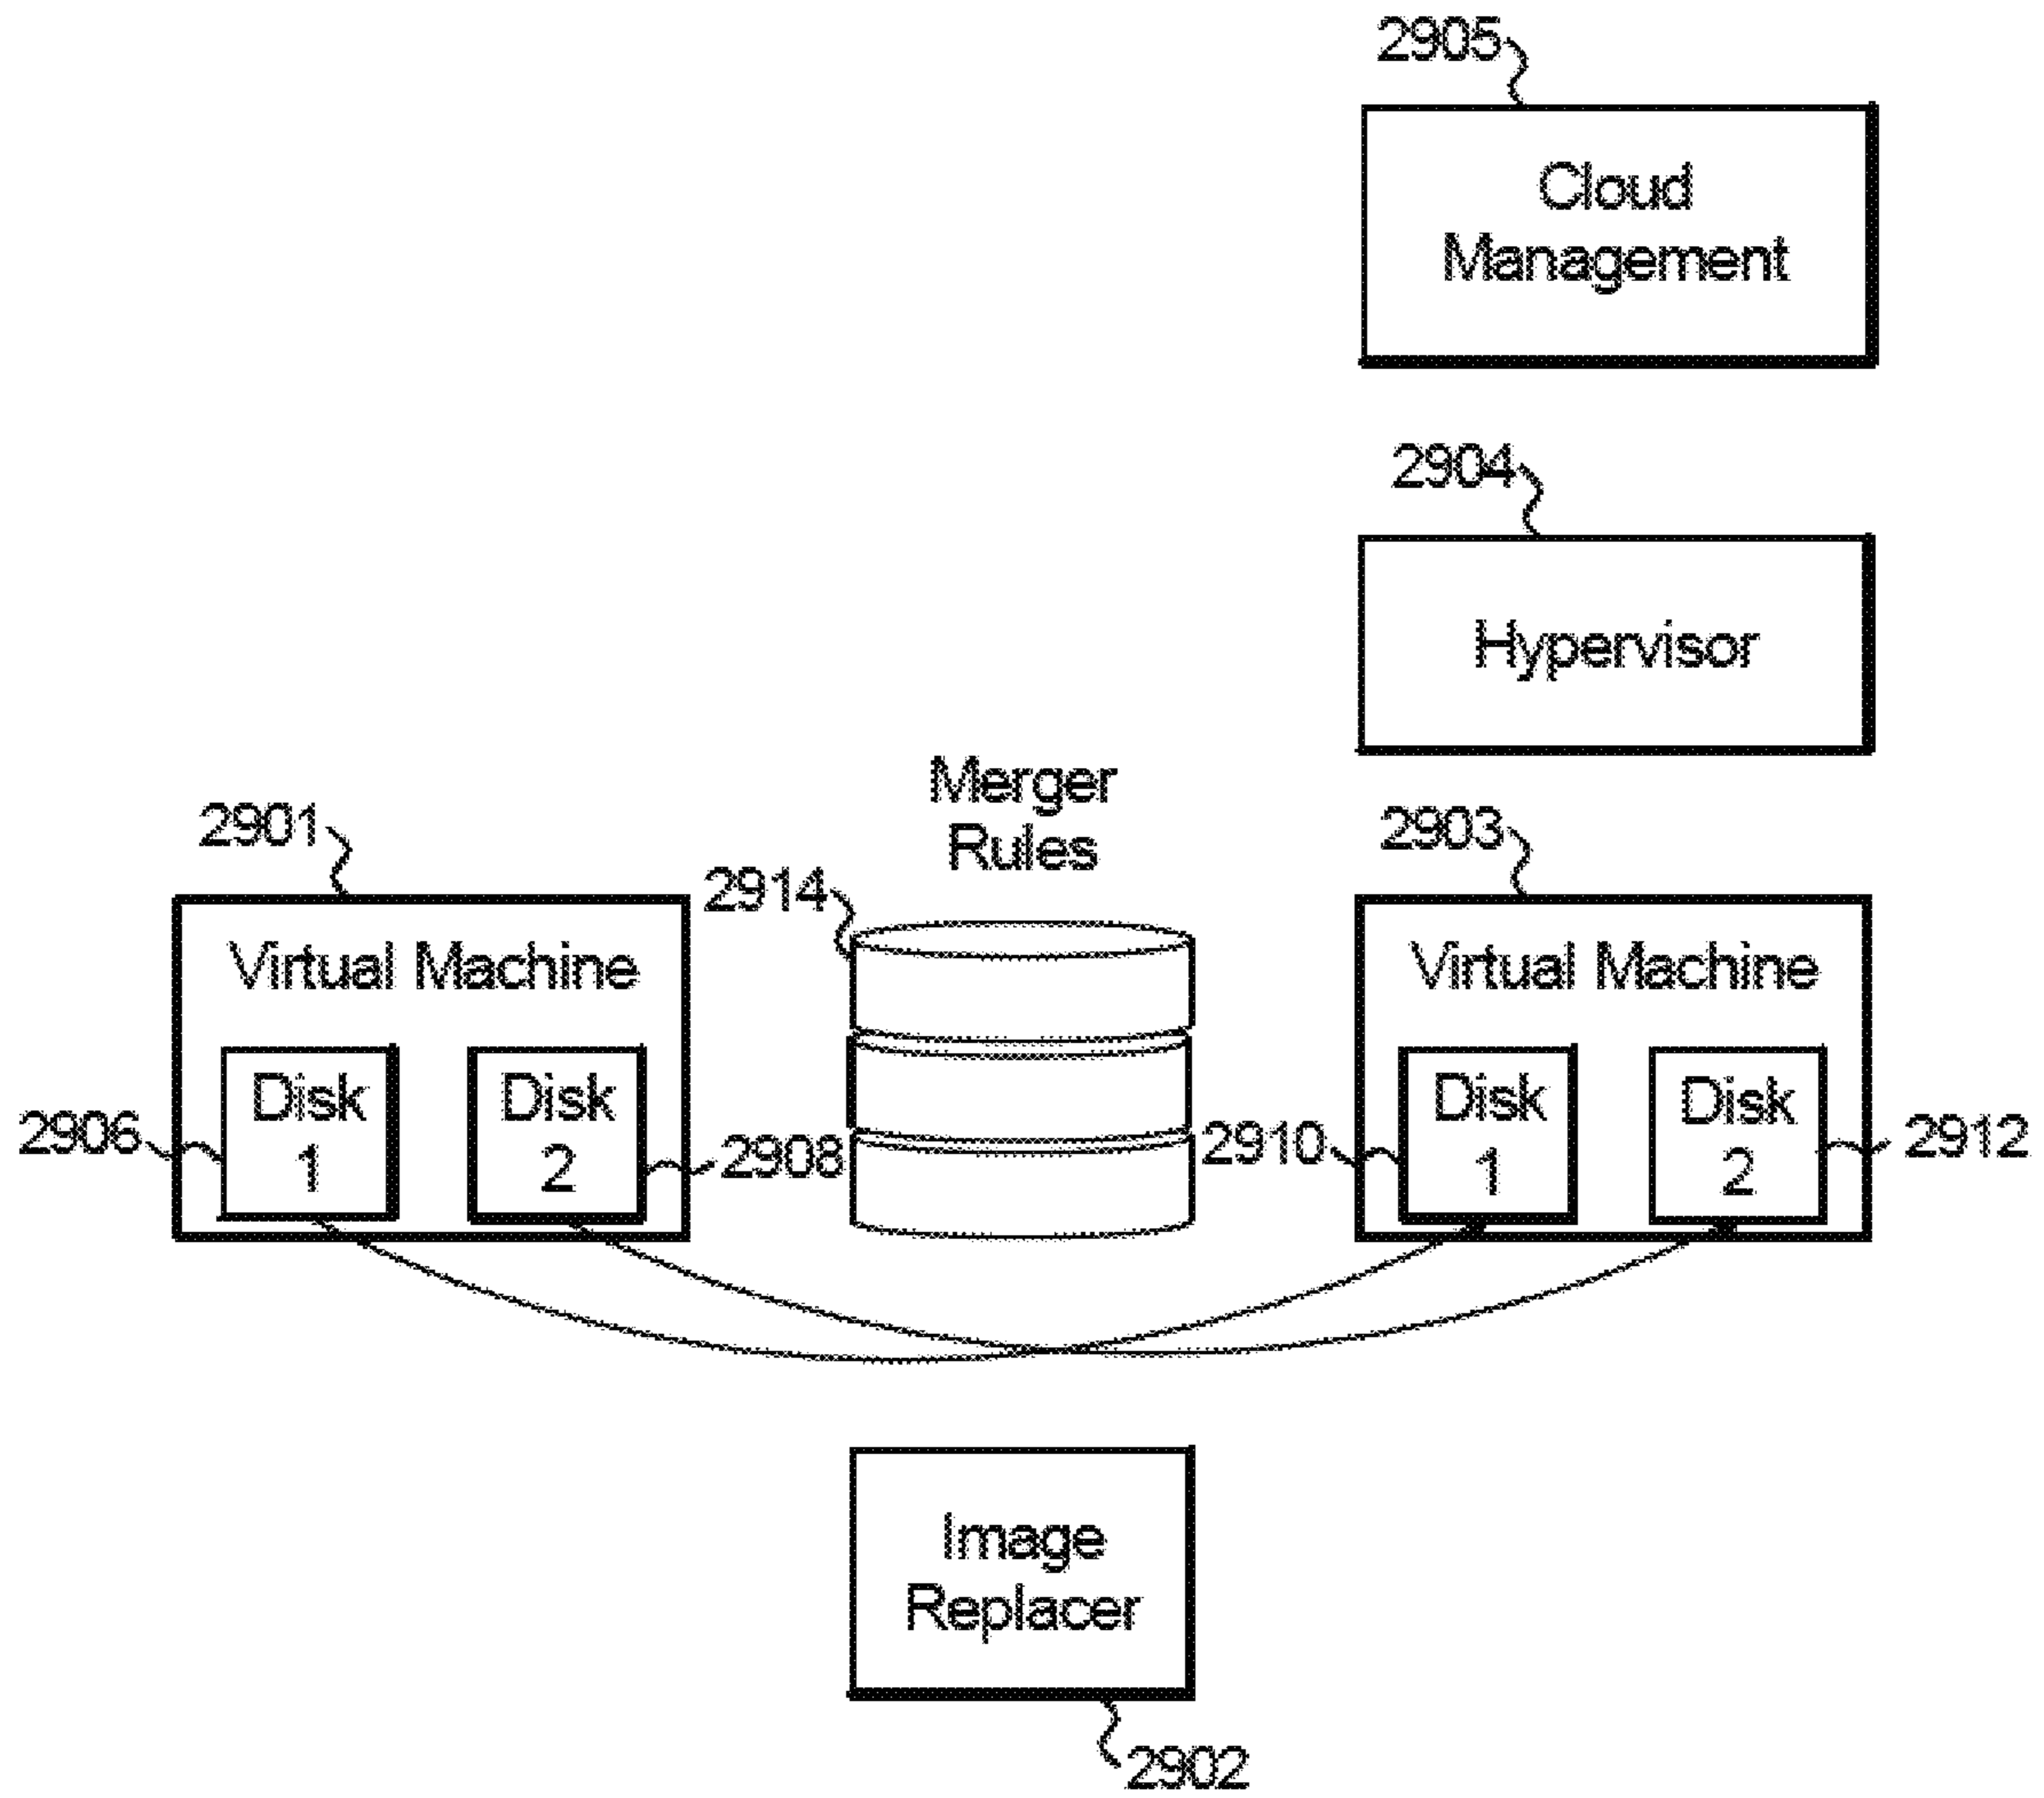 2905
Cloud
Management
2904
Hypervisor
Merger
Rules
2901
2914
2903
Virtual Machine
Virtual Machine
Disk
1
Disk
2
Disk
1
Disk
2
2906
2908
2910
2912
Image
Replacer
2902